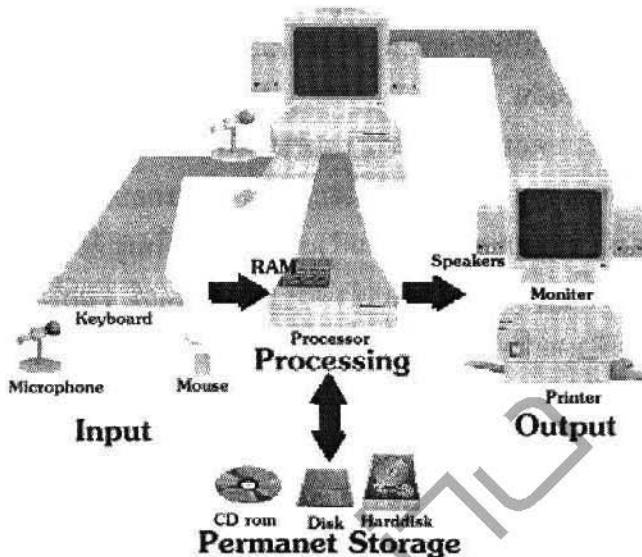 RAM
Speakers
Keyboard
Moniter
Processor
Processing
Microphone
Mouse
Printer
Input
Output
CD rom
Disk
Harddisk
Permanet Storage